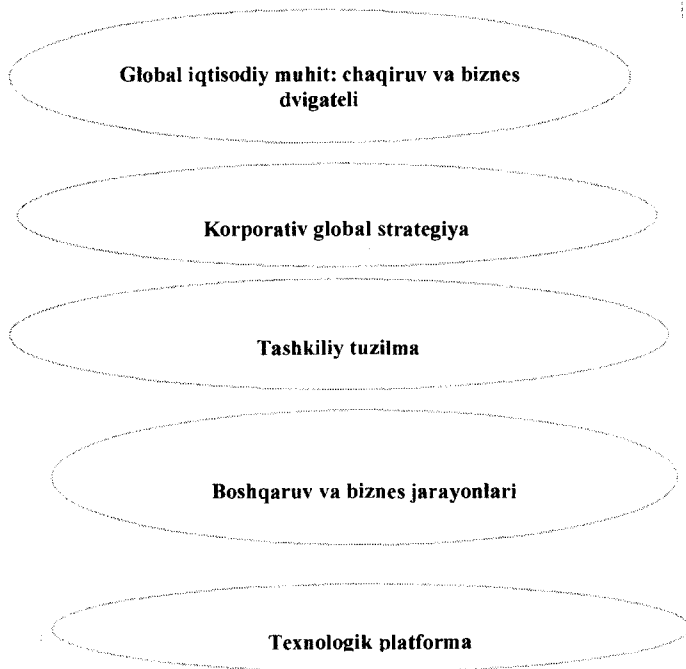 Global iqtisodiy muhit: chaqiruv va biznes
dvigateli
Korporativ global strategiya
Tashkiliy tuzilma
Boshqaruv va biznes jarayonlari
Texnologik platforma